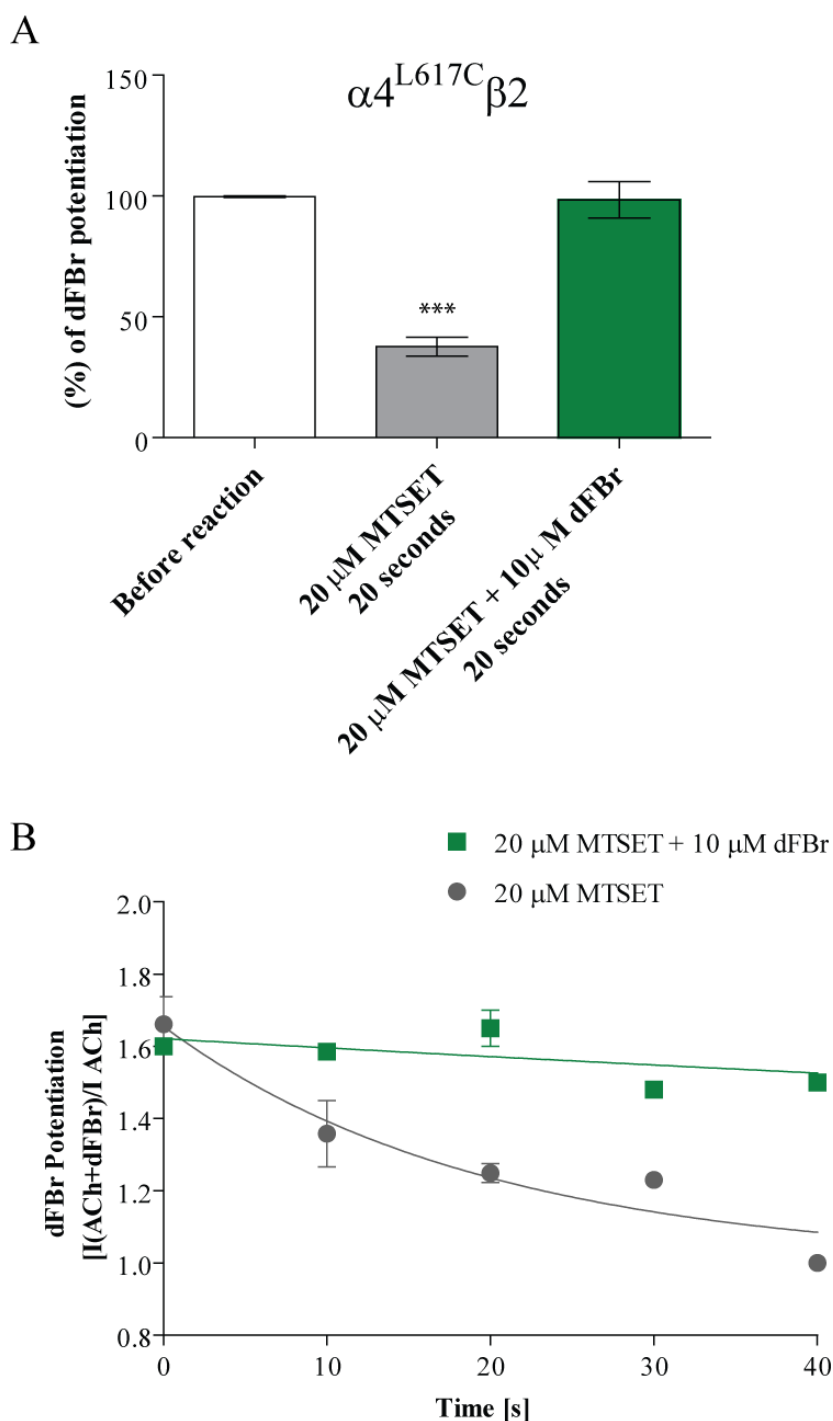 A
α4L617Cβ2
150
100
50
0
(%) of dFBr potentiation
***
Before reaction
20 μM MTSET
20 seconds
20 μM MTSET + 10μ M dFBr
20 seconds
B
20 μM MTSET + 10 μM dFBr
20 μM MTSET
2.0
1.8
1.6
1.4
1.2
1.0
0.8
dFBr Potentiation
[I(ACh+dFBr)/I ACh]
0 10 20 30 40
Time [s]